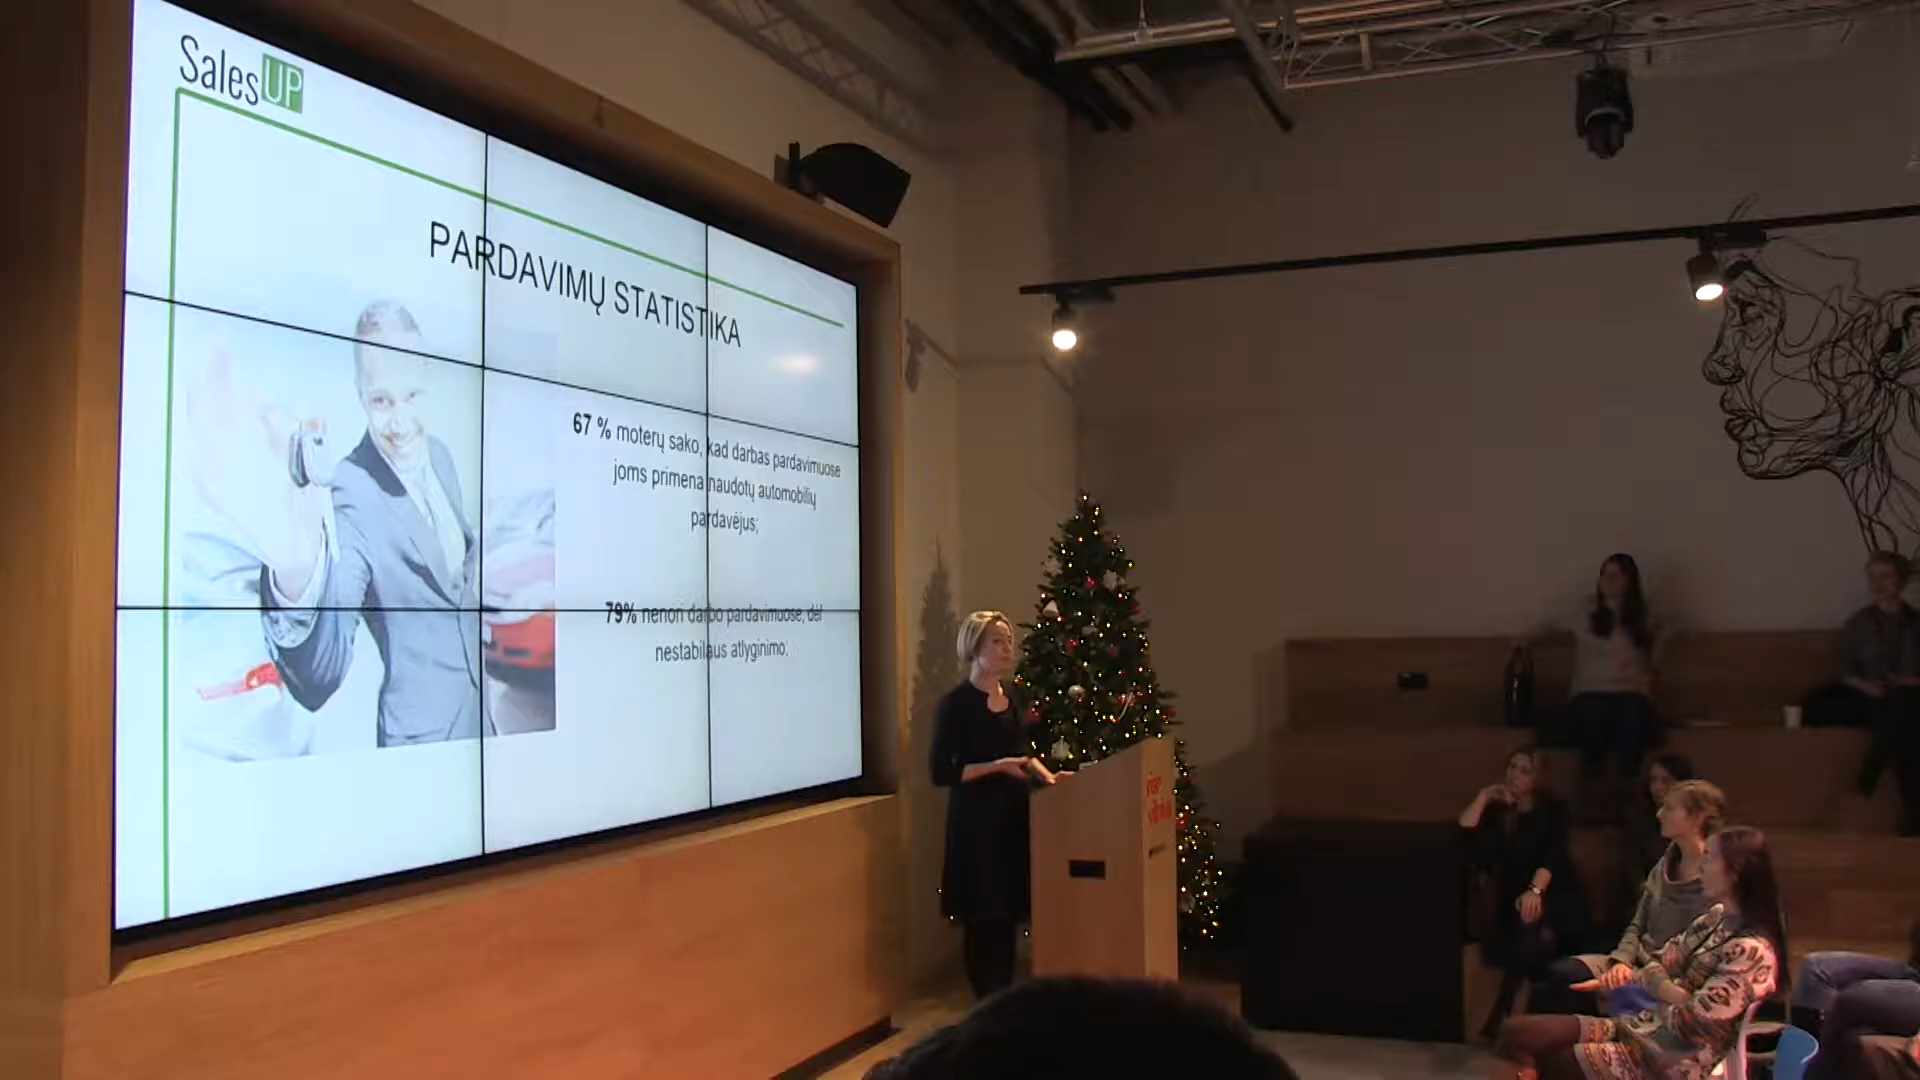 SalesUP
PARDAVIMŲ STATISTIKA
67 % moterų sako, kad darbas pardavimuose
joms primena naudotų automobilių
pardavėjus;
79% nenori darbo pardavimuose, dėl
nestabilaus atlyginimo;